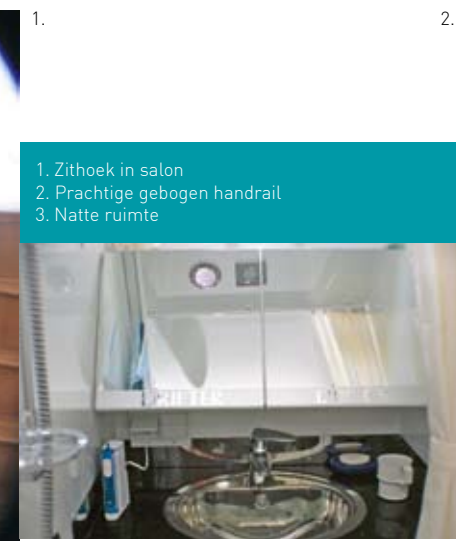 1.
2.
1. Zithoek in salon
2. Prachtige gebogen handrail
3. Natte ruimte